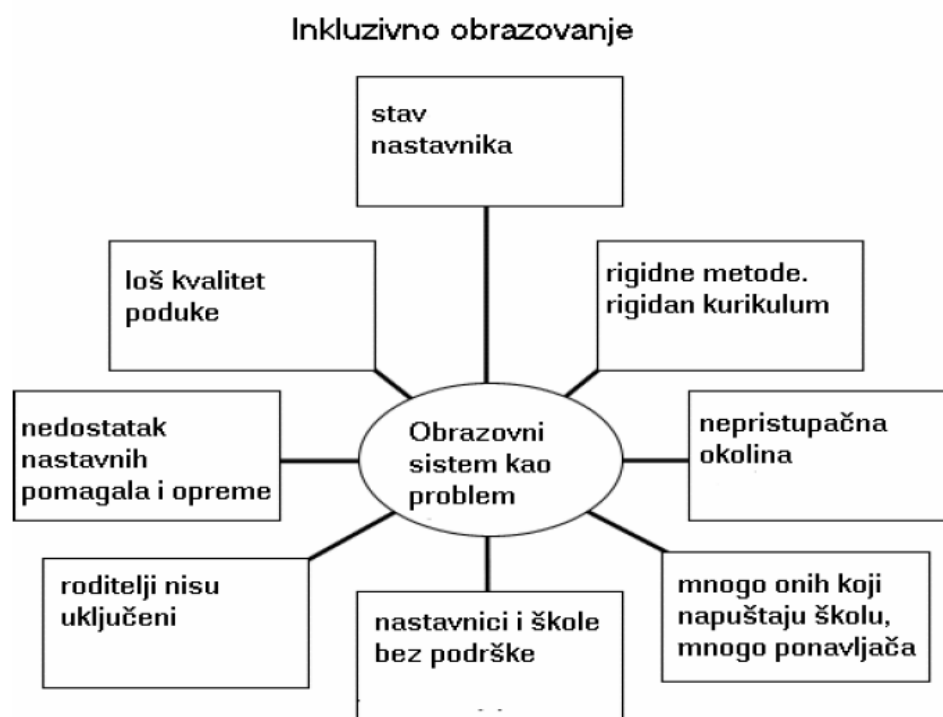 Inkluzivno obrazovanje
stav
nastavnika
loš kvalitet
poduke
rigidne metode.
rigidan kurikulum
nedostatak
nastavnih
pomagala i opreme
Obrazovni
sistem kao
problem
nepristupačna
okolina
roditelji nisu
uključeni
nastavnici i škole
bez podrške
mnogo onih koji
napuštaju školu,
mnogo ponavljača